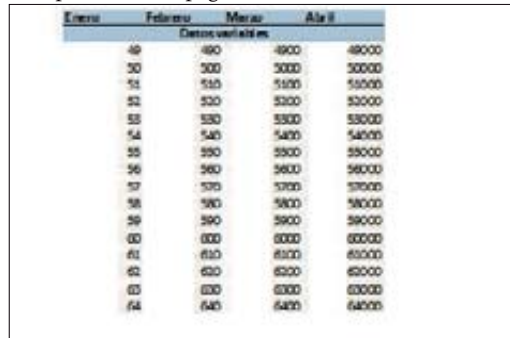 Enero Febrero Marzo Abril
Datos variables
49 490 4900 49000
50 500 5000 50000
51 510 5100 51000
52 520 5200 52000
53 530 5300 53000
54 540 5400 54000
55 550 5500 55000
56 560 5600 56000
57 570 5700 57000
58 580 5800 58000
59 590 5900 59000
60 600 6000 60000
61 610 6100 61000
62 620 6200 62000
63 630 6300 63000
64 640 6400 64000